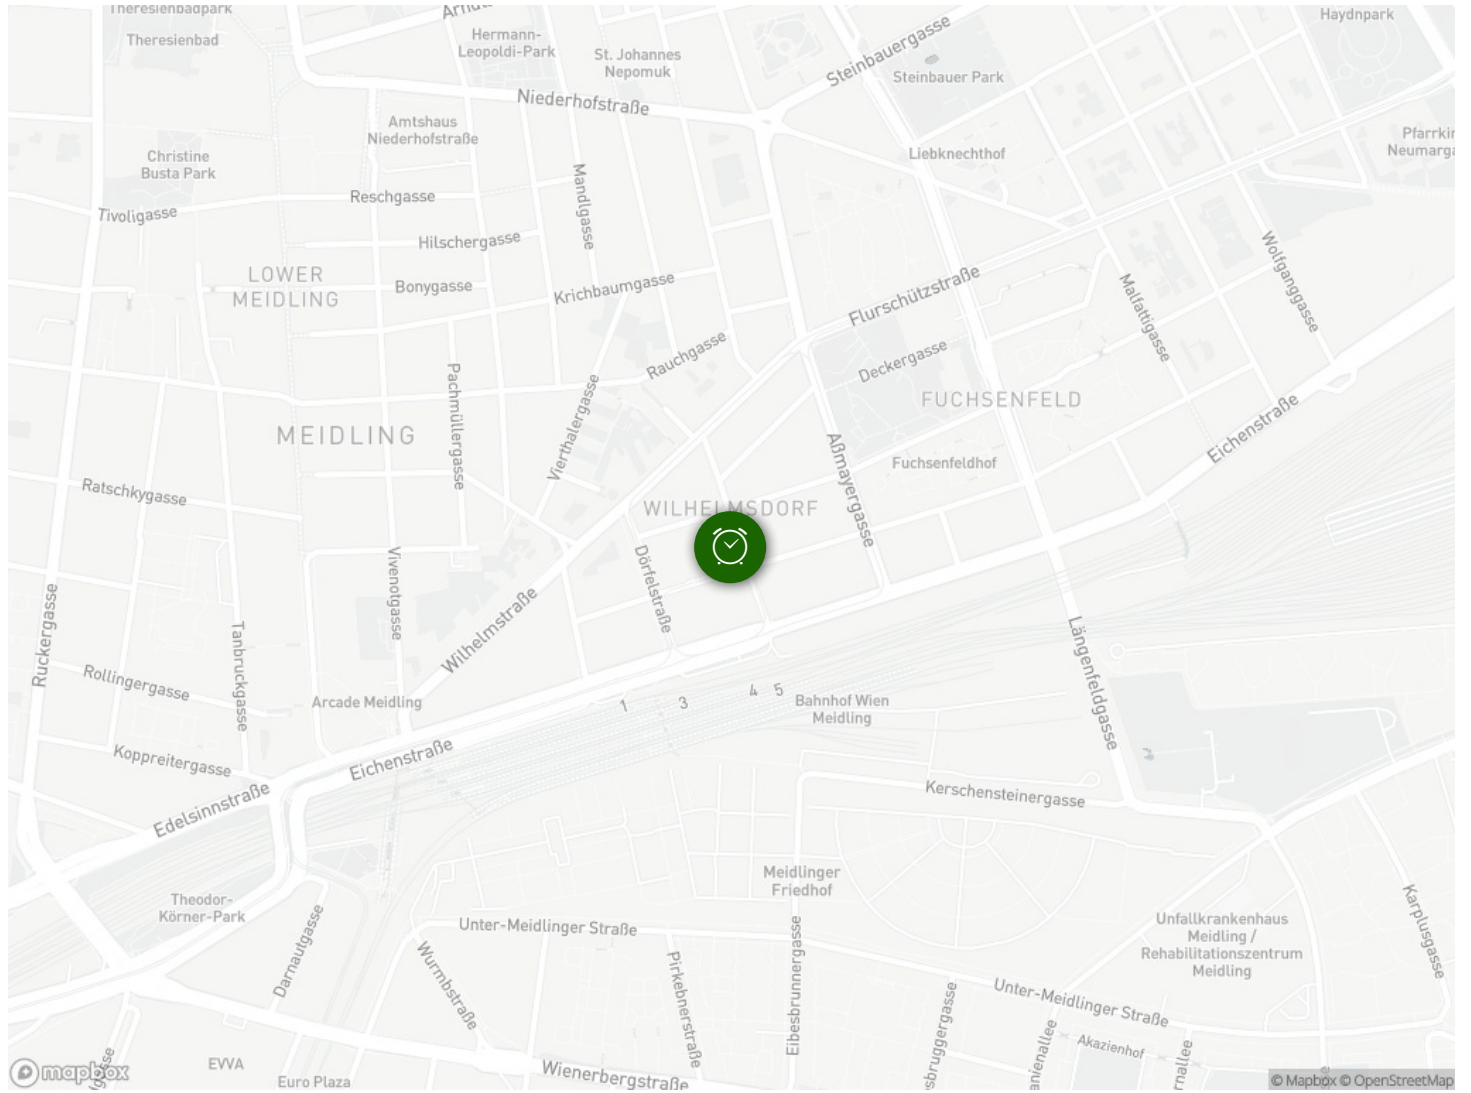 Theresienbadpark
Theresienbad
Hermann-
Leopoldi-Park
St. Johannes
Nepomuk
Steinbauergasse
Steinbauer Park
Haydnpark
Niederhofstraße
Amtshaus
Niederhofstraße
Christine
Busta Park
Liebknechthof
Mandlgasse
Reschgasse
Tivoligasse
Hilschergasse
Wolfganggasse
LOWER
MEIDLING
Bonygasse
Krichbaumgasse
Flurschützstraße
Malfattigasse
Rauchgasse
Deckergasse
Pachmüllergasse
Vierthalergasse
FUCHSENFELD
Eichenstraße
MEIDLING
Aßmayergasse
Fuchsenfeldhof
Ratschkygasse
WILHELMSDORF
Dörfelstraße
Vivenotgasse
Ruckergasse
Wilhelmstraße
Tanbruckgasse
Längenfeldgasse
Rollingergasse
Arcade Meidling
1
3
4
5
Bahnhof Wien
Meidling
Eichenstraße
Koppreitergasse
Edelsinnstraße
Kerschensteinergasse
Meidlinger
Friedhof
Theodor-
Körner-Park
Darnautgasse
Unter-Meidlinger Straße
Wurmbstraße
Pirkebnerstraße
Eibesbrunnergasse
Unfallkrankenhaus
Meidling /
Rehabilitationszentrum
Meidling
Karplusgasse
Unter-Meidlinger Straße
Akazienhof
EVVA
Euro Plaza
Wienerbergstraße
mapbox
© Mapbox © OpenStreetMap